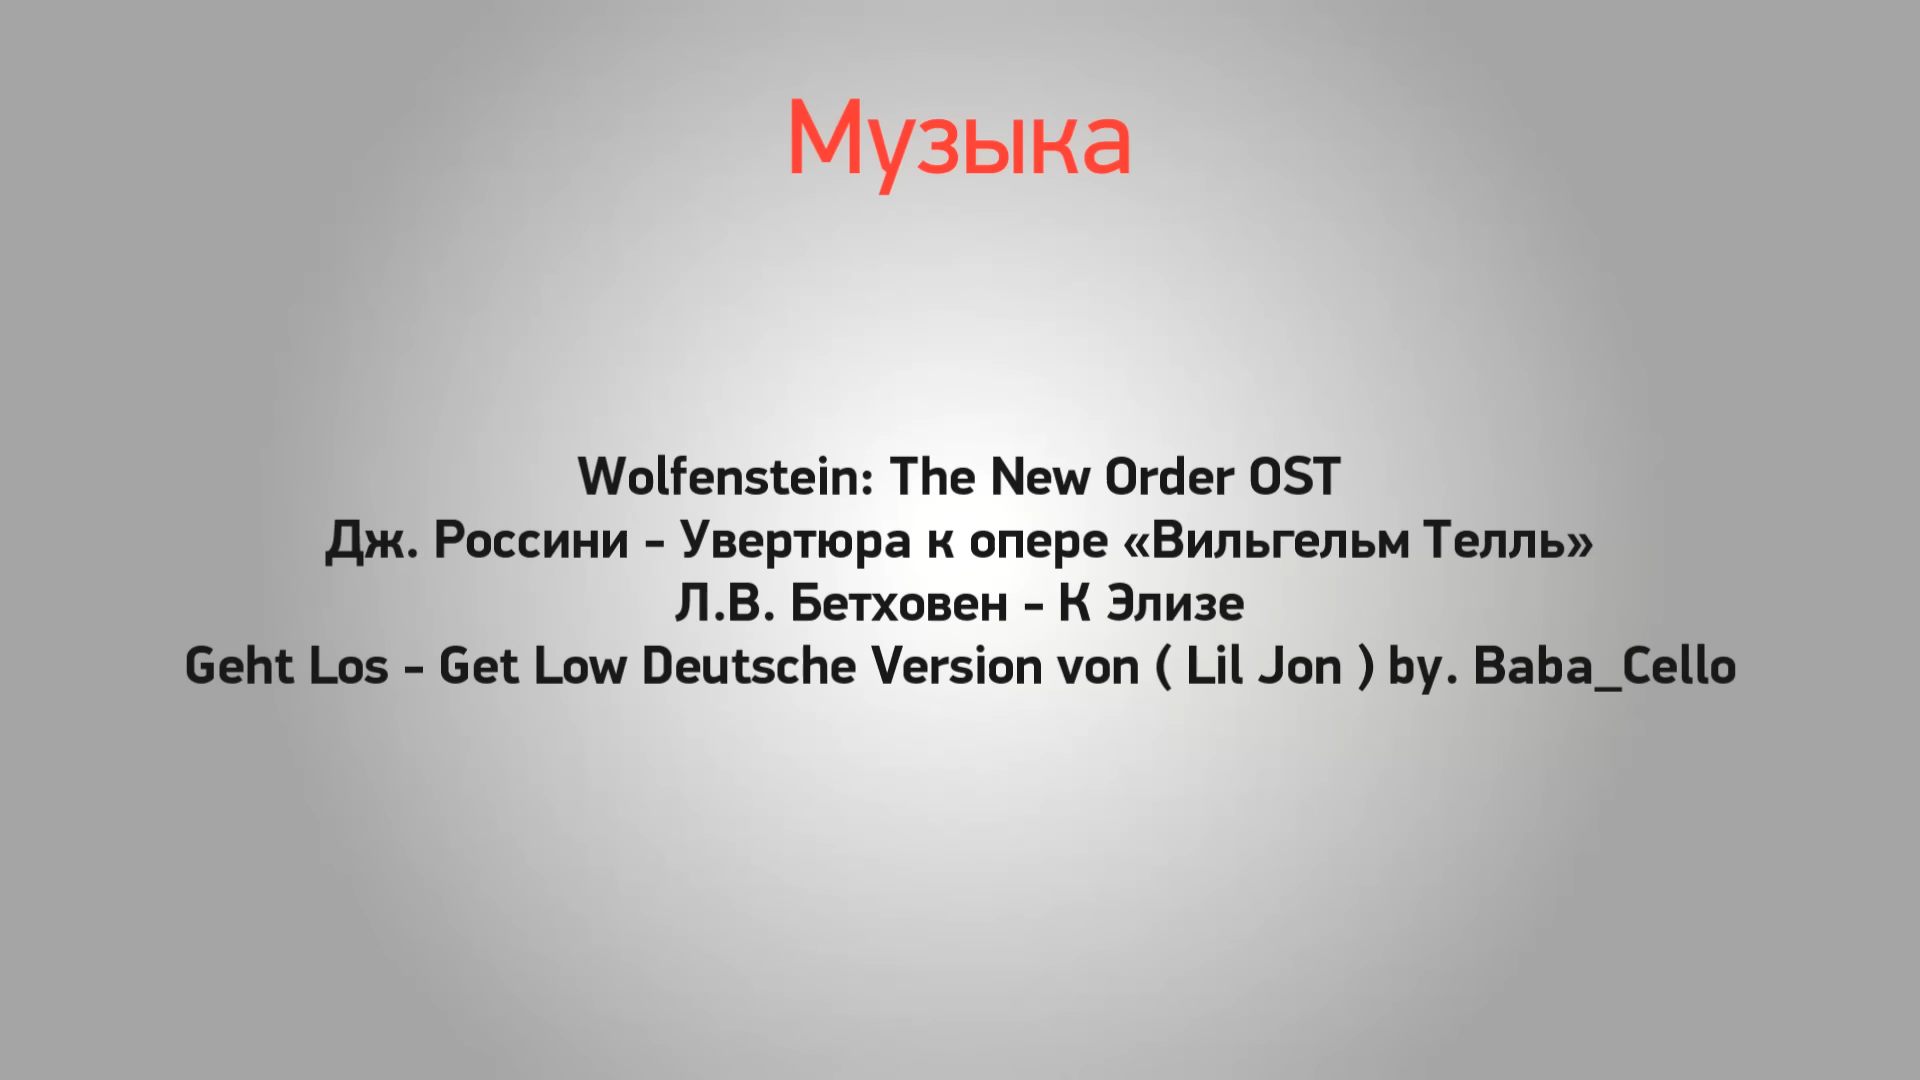 Музыка
Wolfenstein: The New Order OST
Дж. Россини - Увертюра к опере «Вильгельм Телль»
Л.В. Бетховен - К Элизе
Geht Los - Get Low Deutsche Version von ( Lil Jon ) by. Baba_Cello